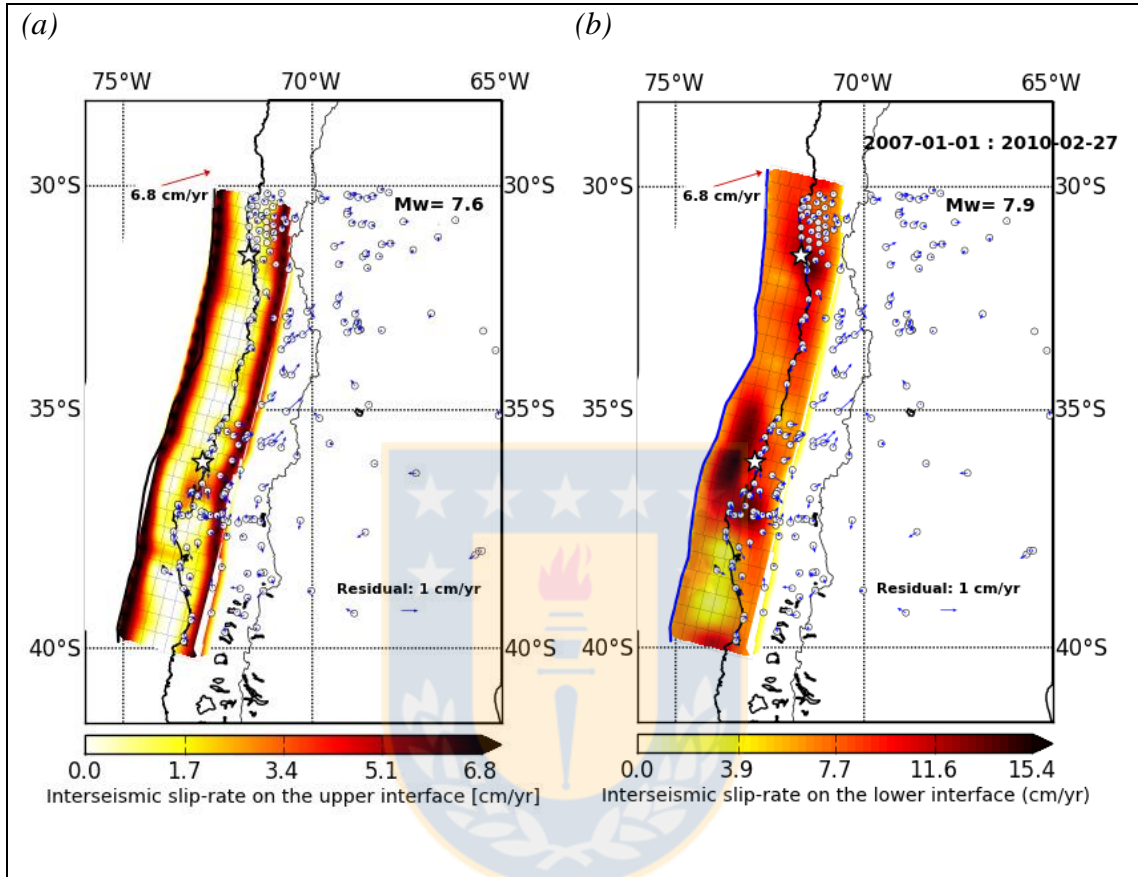 (a)
(b)
75°W 70°W 65°W
75°W 70°W 65°W
2007-01-01 : 2010-02-27
30°S 30°S 30°S
6.8 cm/yr
Mw= 7.6
6.8 cm/yr
Mw= 7.9
35°S 35°S 35°S
Residual: 1 cm/yr
Residual: 1 cm/yr
40°S 40°S 40°S
0.0 1.7 3.4 5.1 6.8
Interseismic slip-rate on the upper interface [cm/yr]
0.0 3.9 7.7 11.6 15.4
Interseismic slip-rate on the lower interface (cm/yr)